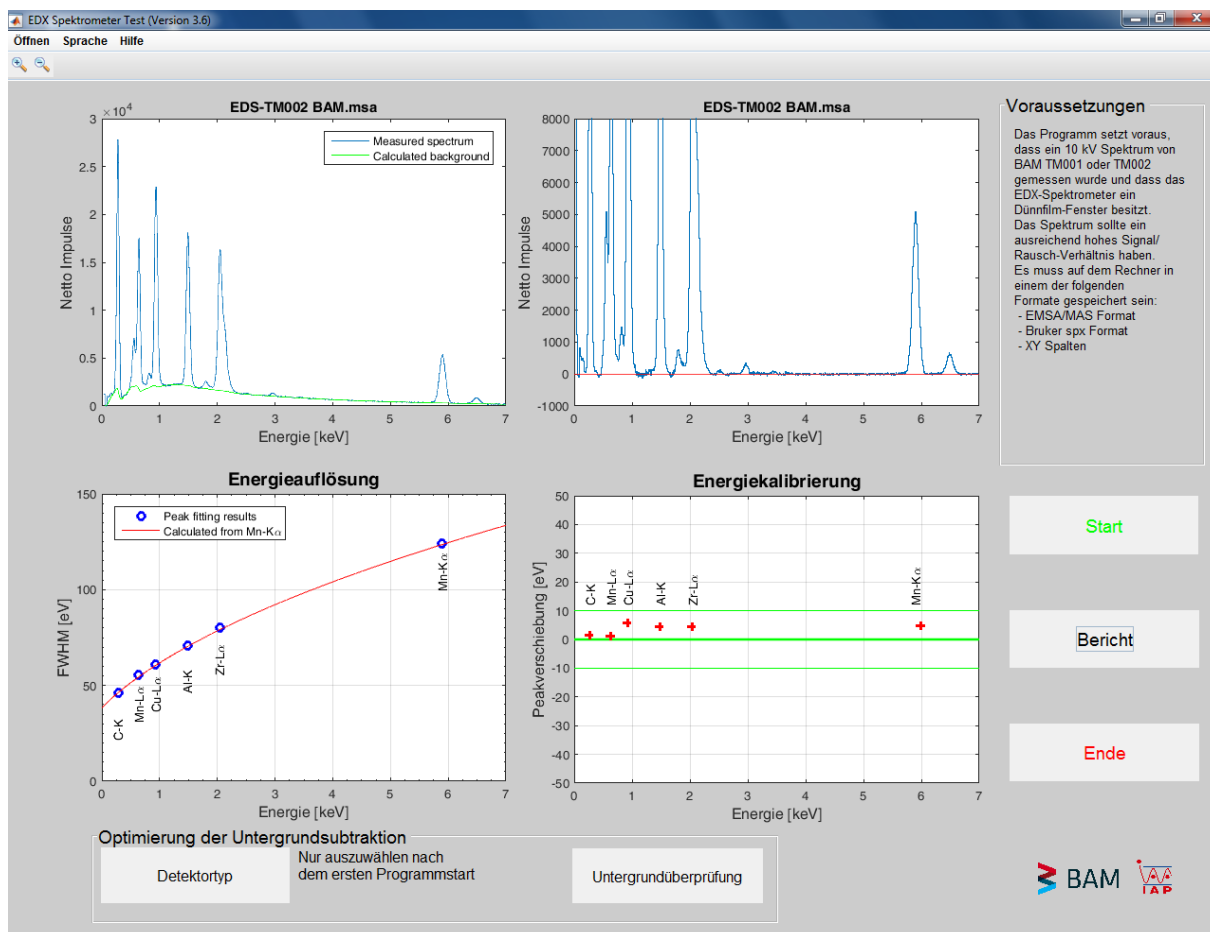 EDX Spektrometer Test (Version 3.6)
Öffnen Sprache Hilfe
EDS-TM002 BAM.msa
×10⁴
Netto Impulse
3
2.5
2
1.5
1
0.5
0
Measured spectrum
Calculated background
0 1 2 3 4 5 6 7
Energie [keV]
EDS-TM002 BAM.msa
Netto Impulse
8000
7000
6000
5000
4000
3000
2000
1000
0
-1000
0 1 2 3 4 5 6 7
Energie [keV]
Voraussetzungen
Das Programm setzt voraus,
dass ein 10 kV Spektrum von
BAM TM001 oder TM002
gemessen wurde und dass das
EDX-Spektrometer ein
Dünnfilm-Fenster besitzt.
Das Spektrum sollte ein
ausreichend hohes Signal/
Rausch-Verhältnis haben.
Es muss auf dem Rechner in
einem der folgenden
Formate gespeichert sein:
- EMSA/MAS Format
- Bruker spx Format
- XY Spalten
Energieauflösung
FWHM [eV]
150
100
50
0
Peak fitting results
Calculated from Mn-Kα
C-K
Mn-Lα
Cu-Lα
Al-K
Zr-Lα
Mn-Kα
0 1 2 3 4 5 6 7
Energie [keV]
Energiekalibrierung
Peakverschiebung [eV]
50
40
30
20
10
0
-10
-20
-30
-40
-50
C-K
Mn-Lα
Cu-Lα
Al-K
Zr-Lα
Mn-Kα
0 1 2 3 4 5 6 7
Energie [keV]
Start
Bericht
Ende
Optimierung der Untergrundsubtraktion
Detektortyp
Nur auszuwählen nach
dem ersten Programmstart
Untergrundüberprüfung
BAM
IAP